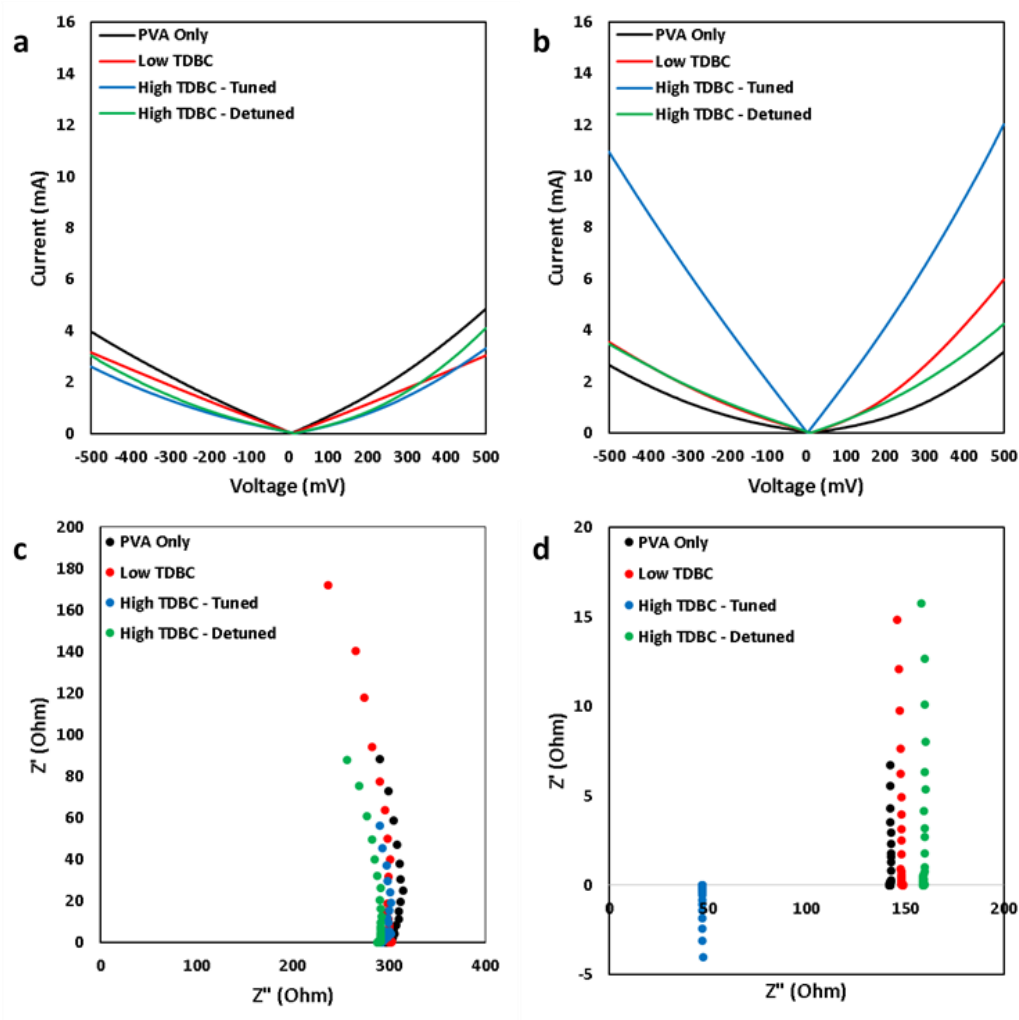 a
PVA Only
Low TDBC
High TDBC - Tuned
High TDBC - Detuned
16
14
12
10
8
6
4
2
0
Current (mA)
-500 -400 -300 -200 -100 0 100 200 300 400 500
Voltage (mV)
b
PVA Only
Low TDBC
High TDBC - Tuned
High TDBC - Detuned
16
14
12
10
8
6
4
2
0
Current (mA)
-500 -400 -300 -200 -100 0 100 200 300 400 500
Voltage (mV)
c
PVA Only
Low TDBC
High TDBC - Tuned
High TDBC - Detuned
200
180
160
140
120
100
80
60
40
20
0
Z' (Ohm)
0 100 200 300 400
Z'' (Ohm)
d
PVA Only
Low TDBC
High TDBC - Tuned
High TDBC - Detuned
20
15
10
5
0
-5
Z' (Ohm)
0 50 100 150 200
Z'' (Ohm)